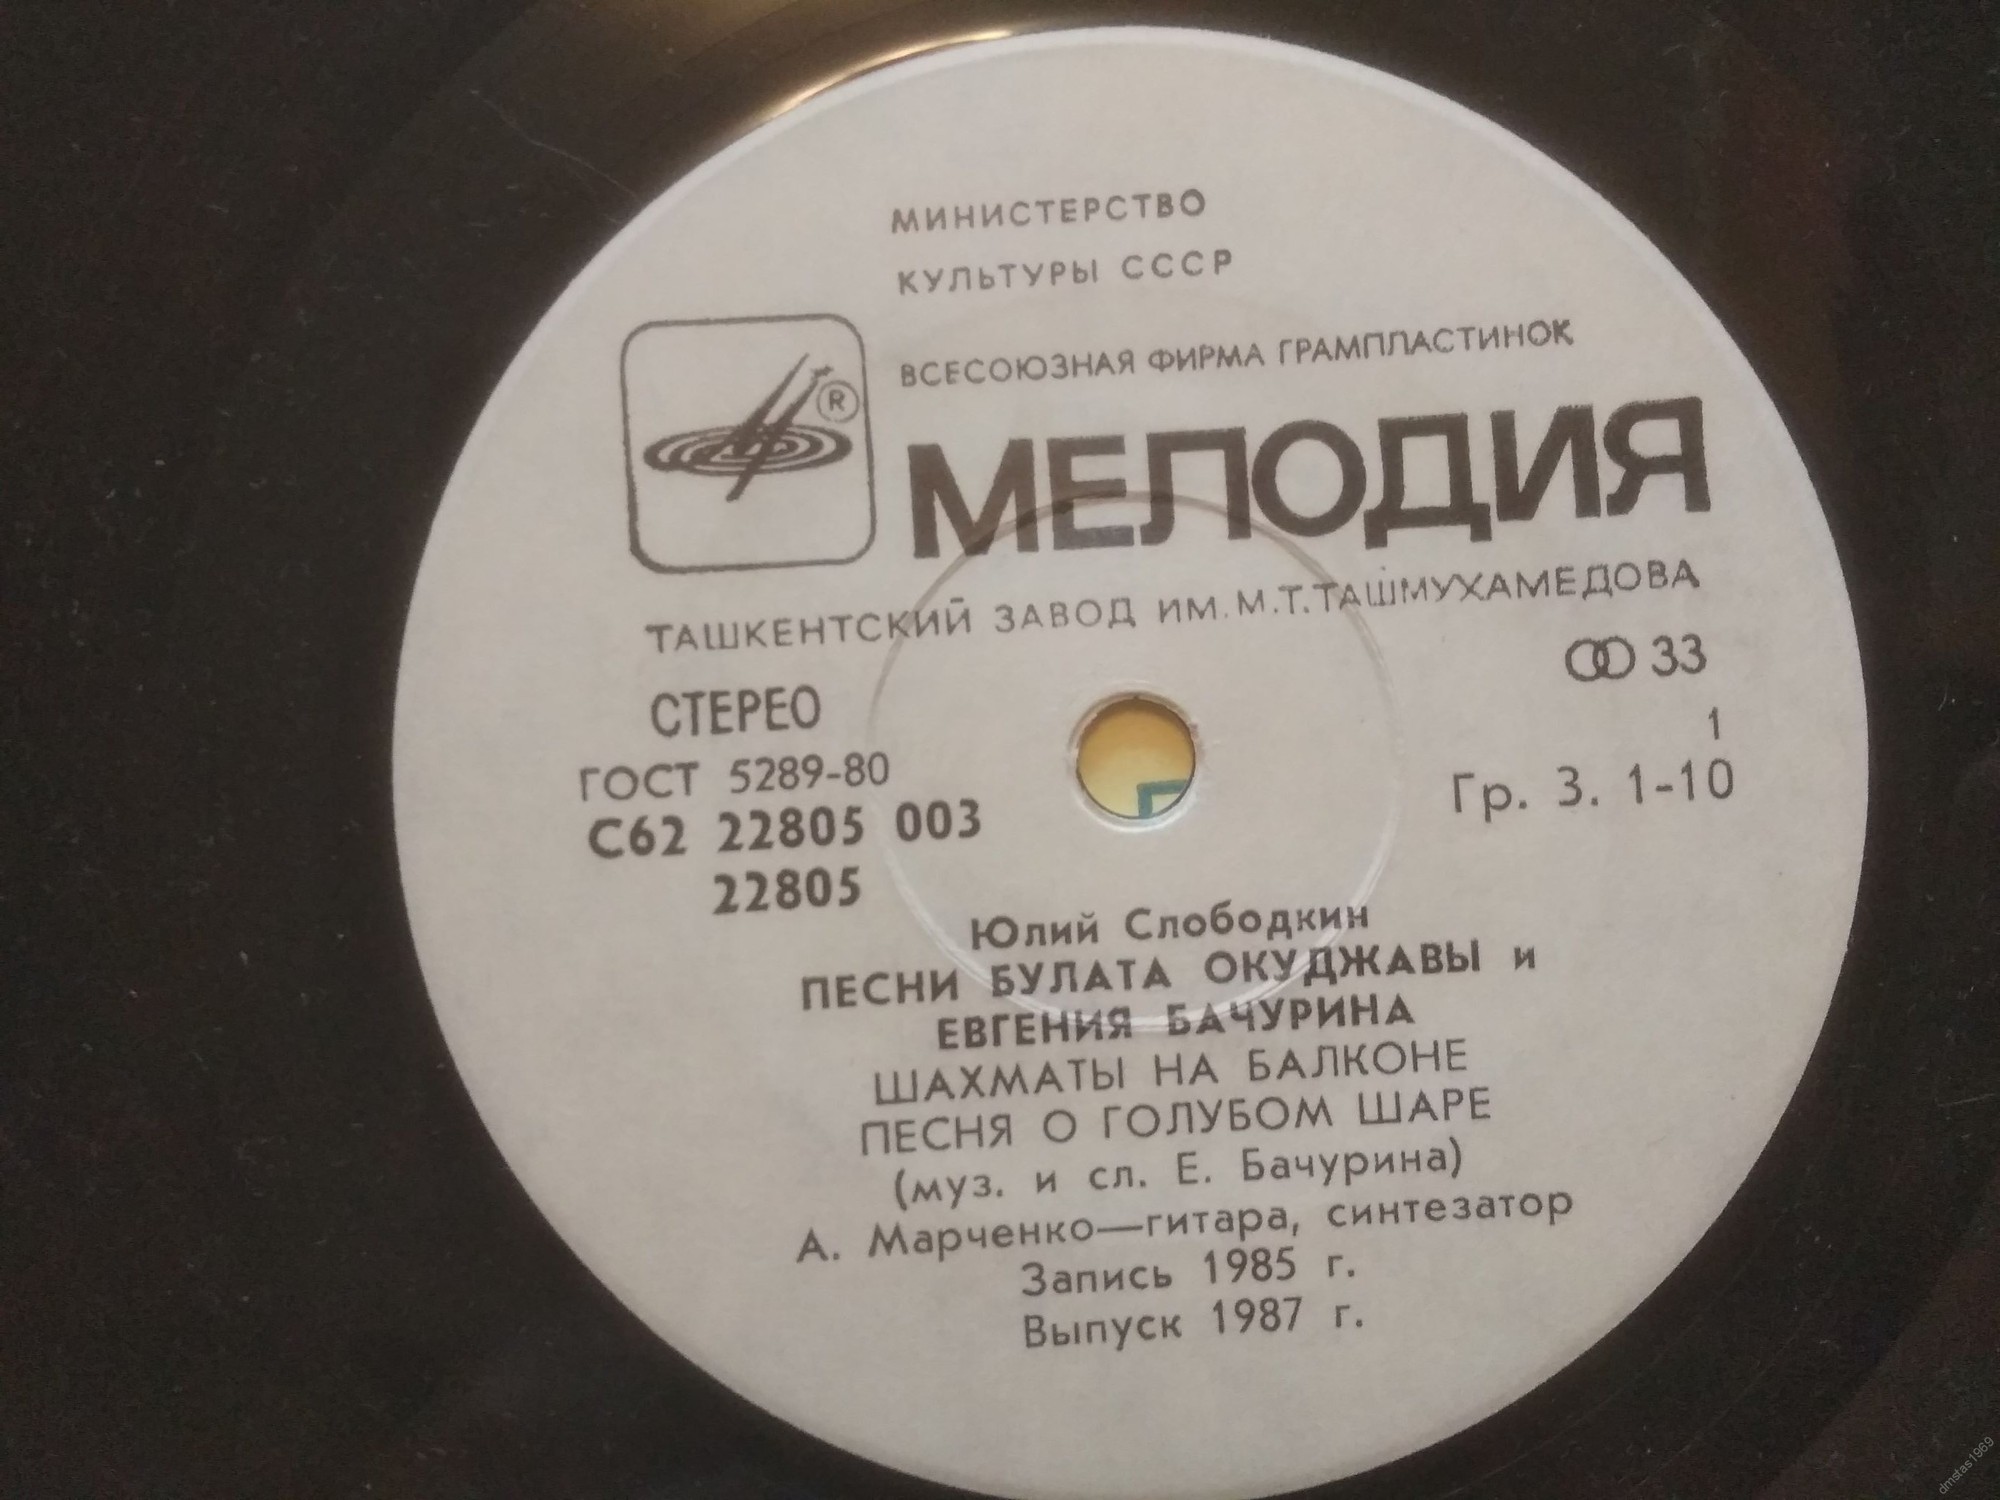 МИНИСТЕРСТВО
КУЛЬТУРЫ СССР
ВСЕСОЮЗНАЯ ФИРМА ГРАМПЛАСТИНОК
®
МЕЛОДИЯ
ТАШКЕНТСКИЙ ЗАВОД ИМ. М.Т.ТАШМУХАМЕДОВА
СТЕРЕО
33
1
ГОСТ 5289-80
Гр. 3. 1-10
С62 22805 003
22805
Юлий Слободкин
ПЕСНИ БУЛАТА ОКУДЖАВЫ и
ЕВГЕНИЯ БАЧУРИНА
ШАХМАТЫ НА БАЛКОНЕ
ПЕСНЯ О ГОЛУБОМ ШАРЕ
(муз. и сл. Е. Бачурина)
А. Марченко—гитара, синтезатор
Запись 1985 г.
Выпуск 1987 г.
dmstas1969